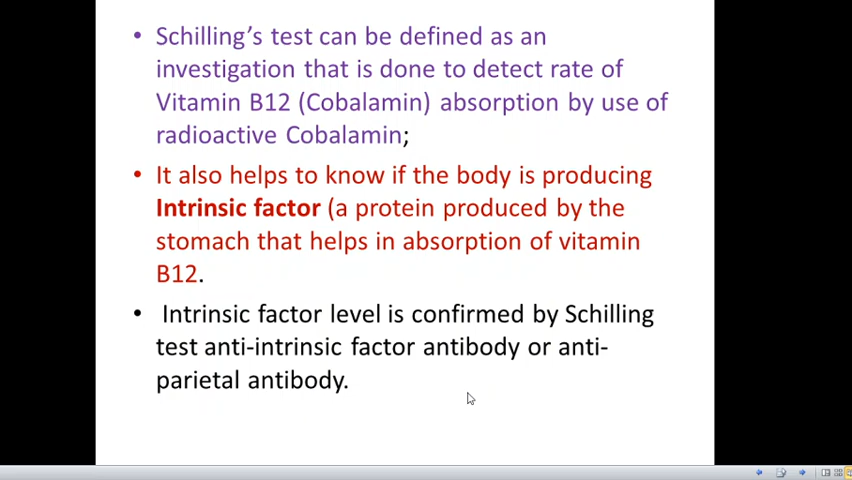 • Schilling's test can be defined as an
investigation that is done to detect rate of
Vitamin B12 (Cobalamin) absorption by use of
radioactive Cobalamin;
• It also helps to know if the body is producing
Intrinsic factor (a protein produced by the
stomach that helps in absorption of vitamin
B12.
• Intrinsic factor level is confirmed by Schilling
test anti-intrinsic factor antibody or anti-
parietal antibody.